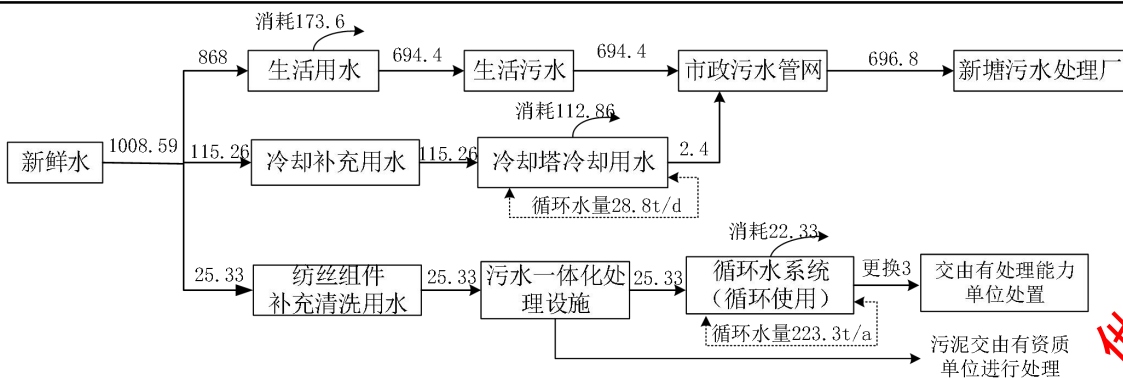 消耗173.6
868
生活用水
694.4
生活污水
694.4
市政污水管网
696.8
新塘污水处理厂
新鲜水
1008.59
115.26
冷却补充用水
115.26
消耗112.86
冷却塔冷却用水
2.4
循环水量28.8t/d
25.33
纺丝组件
补充清洗用水
25.33
污水一体化处
理设施
25.33
消耗22.33
循环水系统
（循环使用）
更换3
交由有处理能力
单位处置
循环水量223.3t/a
污泥交由有资质
单位进行处理